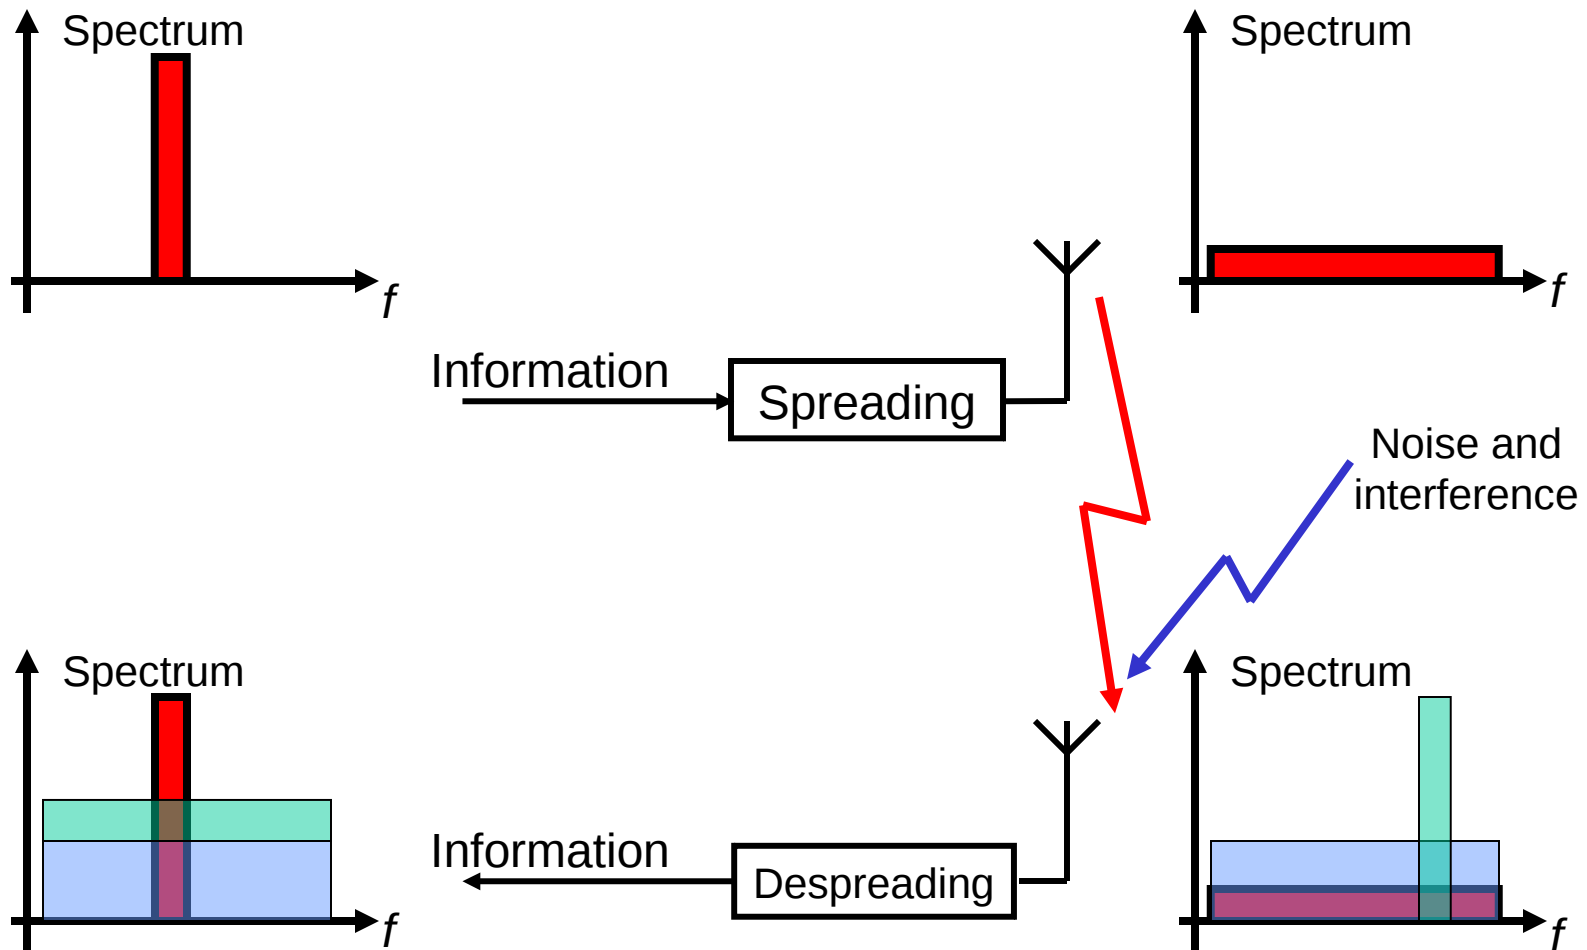 Spectrum
Spectrum
f
f
Information
Spreading
Noise and
interference
Spectrum
Spectrum
Information
Despreading
f
f